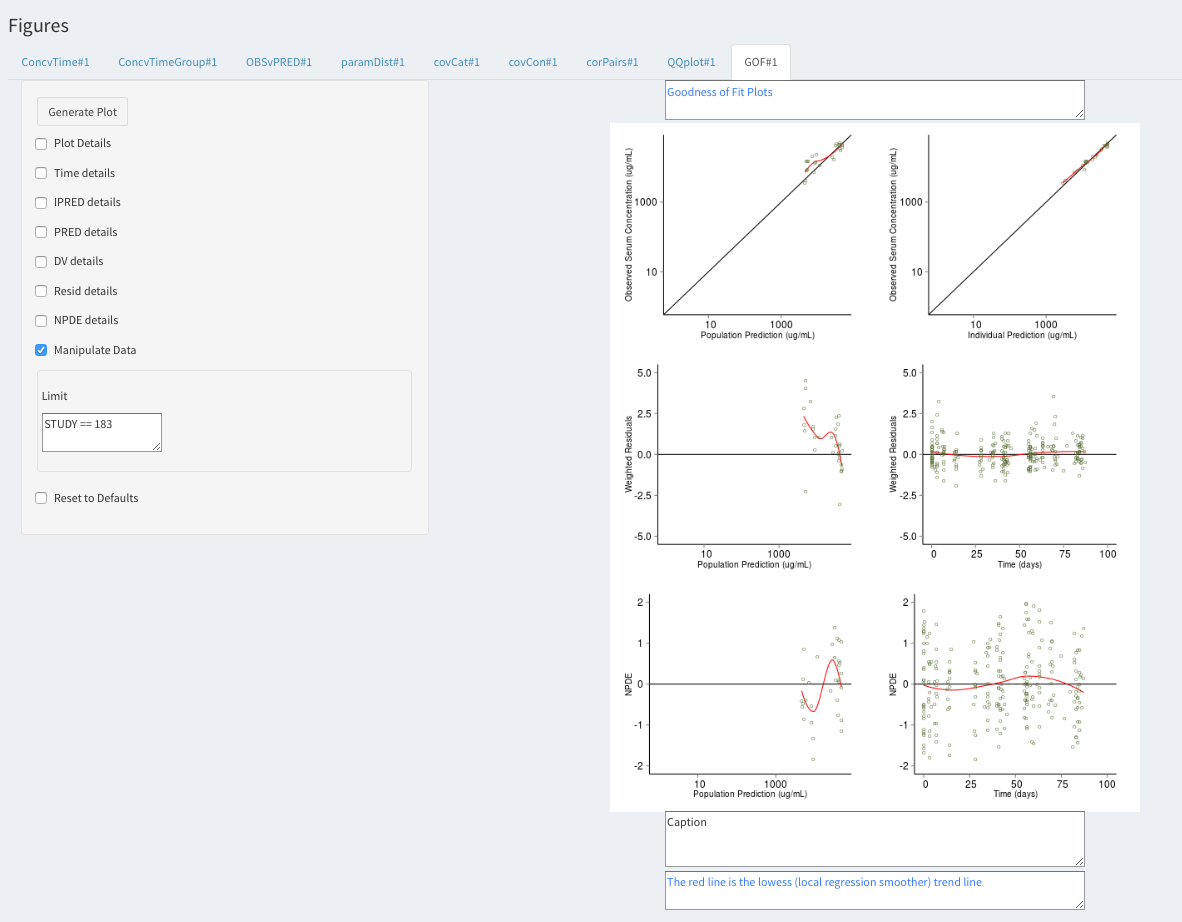 Figures
ConcvTime#1 ConcvTimeGroup#1 OBSvPRED#1 paramDist#1 covCat#1 covCon#1 corPairs#1 QQplot#1 GOF#1
Generate Plot
Plot Details
Time details
IPRED details
PRED details
DV details
Resid details
NPDE details
Manipulate Data
Limit
STUDY == 183
Reset to Defaults
Goodness of Fit Plots
Observed Serum Concentration (ug/mL)
1000
10
10 1000
Population Prediction (ug/mL)
Observed Serum Concentration (ug/mL)
1000
10
10 1000
Individual Prediction (ug/mL)
Weighted Residuals
5.0
2.5
0.0
-2.5
-5.0
10 1000
Population Prediction (ug/mL)
Weighted Residuals
5.0
2.5
0.0
-2.5
-5.0
0 25 50 75 100
Time (days)
NPDE
2
1
0
-1
-2
10 1000
Population Prediction (ug/mL)
NPDE
2
1
0
-1
-2
0 25 50 75 100
Time (days)
Caption
The red line is the lowess (local regression smoother) trend line